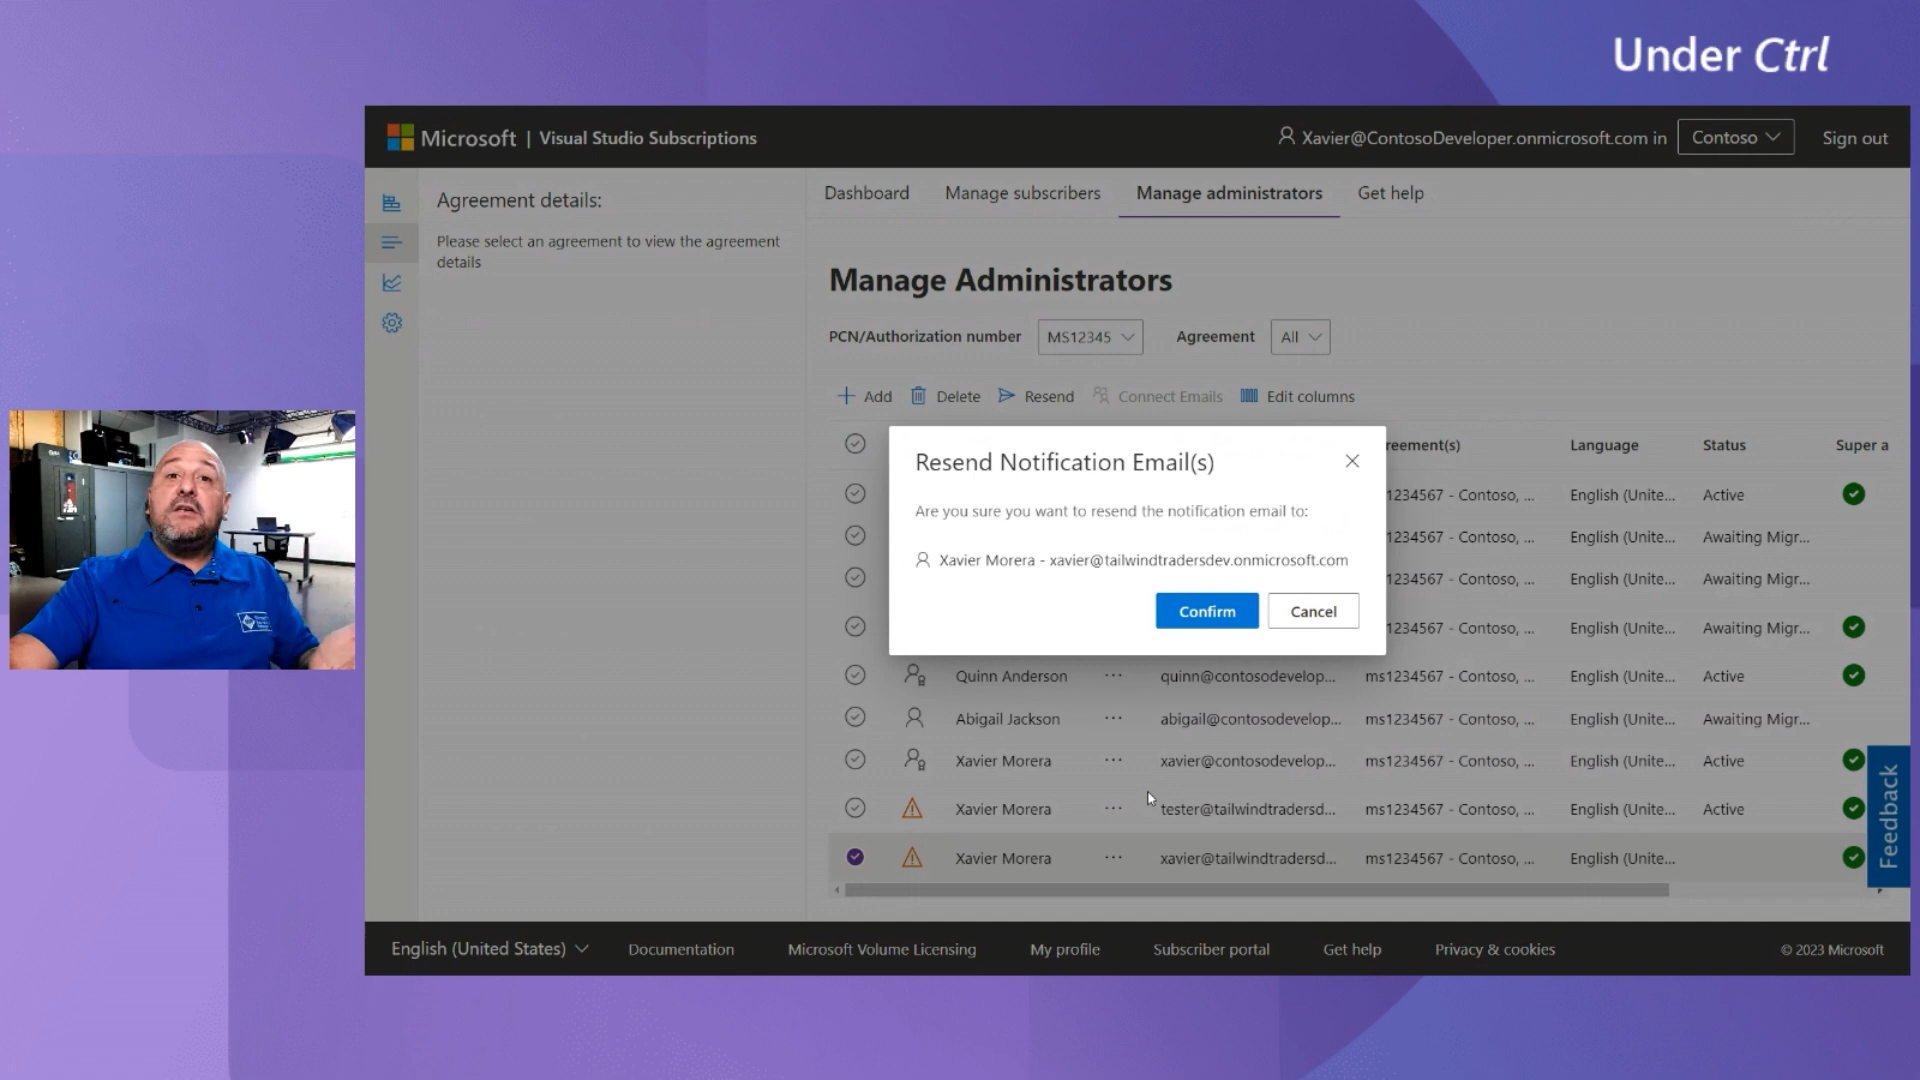 Under Ctrl
Microsoft | Visual Studio Subscriptions
Xavier@ContosoDeveloper.onmicrosoft.com in
Contoso
Sign out
Agreement details:
Please select an agreement to view the agreement
details
Dashboard
Manage subscribers
Manage administrators
Get help
Manage Administrators
PCN/Authorization number
MS12345
Agreement
All
Add
Delete
Resend
Connect Emails
Edit columns
reement(s)
Language
Status
Super a
Resend Notification Email(s)
Are you sure you want to resend the notification email to:
Xavier Morera - xavier@tailwindtradersdev.onmicrosoft.com
Confirm
Cancel
1234567 - Contoso, ... English (Unite... Active
1234567 - Contoso, ... English (Unite... Awaiting Migr...
1234567 - Contoso, ... English (Unite... Awaiting Migr...
1234567 - Contoso, ... English (Unite... Awaiting Migr...
Quinn Anderson ... quinn@contosodevelop... ms1234567 - Contoso, ... English (Unite... Active
Abigail Jackson ... abigail@contosodevelop... ms1234567 - Contoso, ... English (Unite... Awaiting Migr...
Xavier Morera ... xavier@contosodevelop... ms1234567 - Contoso, ... English (Unite... Active
Xavier Morera ... tester@tailwindtradersd... ms1234567 - Contoso, ... English (Unite... Active
Xavier Morera ... xavier@tailwindtradersd... ms1234567 - Contoso, ... English (Unite...
Feedback
English (United States)
Documentation
Microsoft Volume Licensing
My profile
Subscriber portal
Get help
Privacy & cookies
© 2023 Microsoft